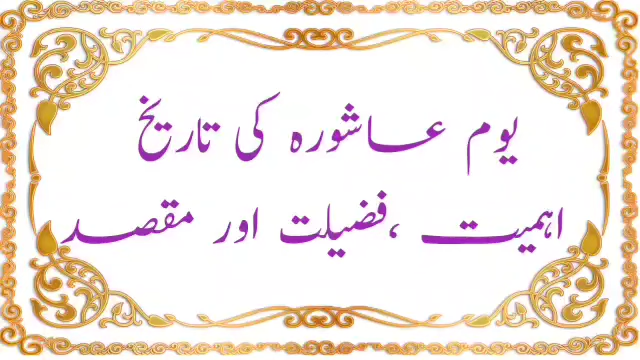 یوم عاشورہ کی تاریخ
اہمیت ،فضیلت اور مقصد